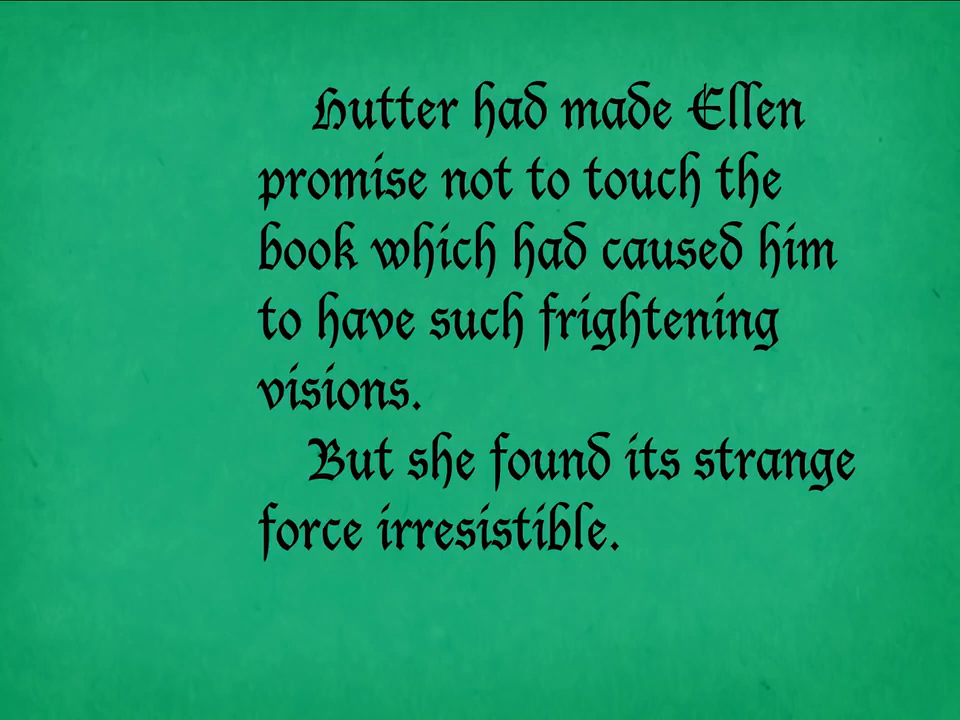 Hutter had made Ellen
promise not to touch the
book which had caused him
to have such frightening
visions.
But she found its strange
force irresistible.